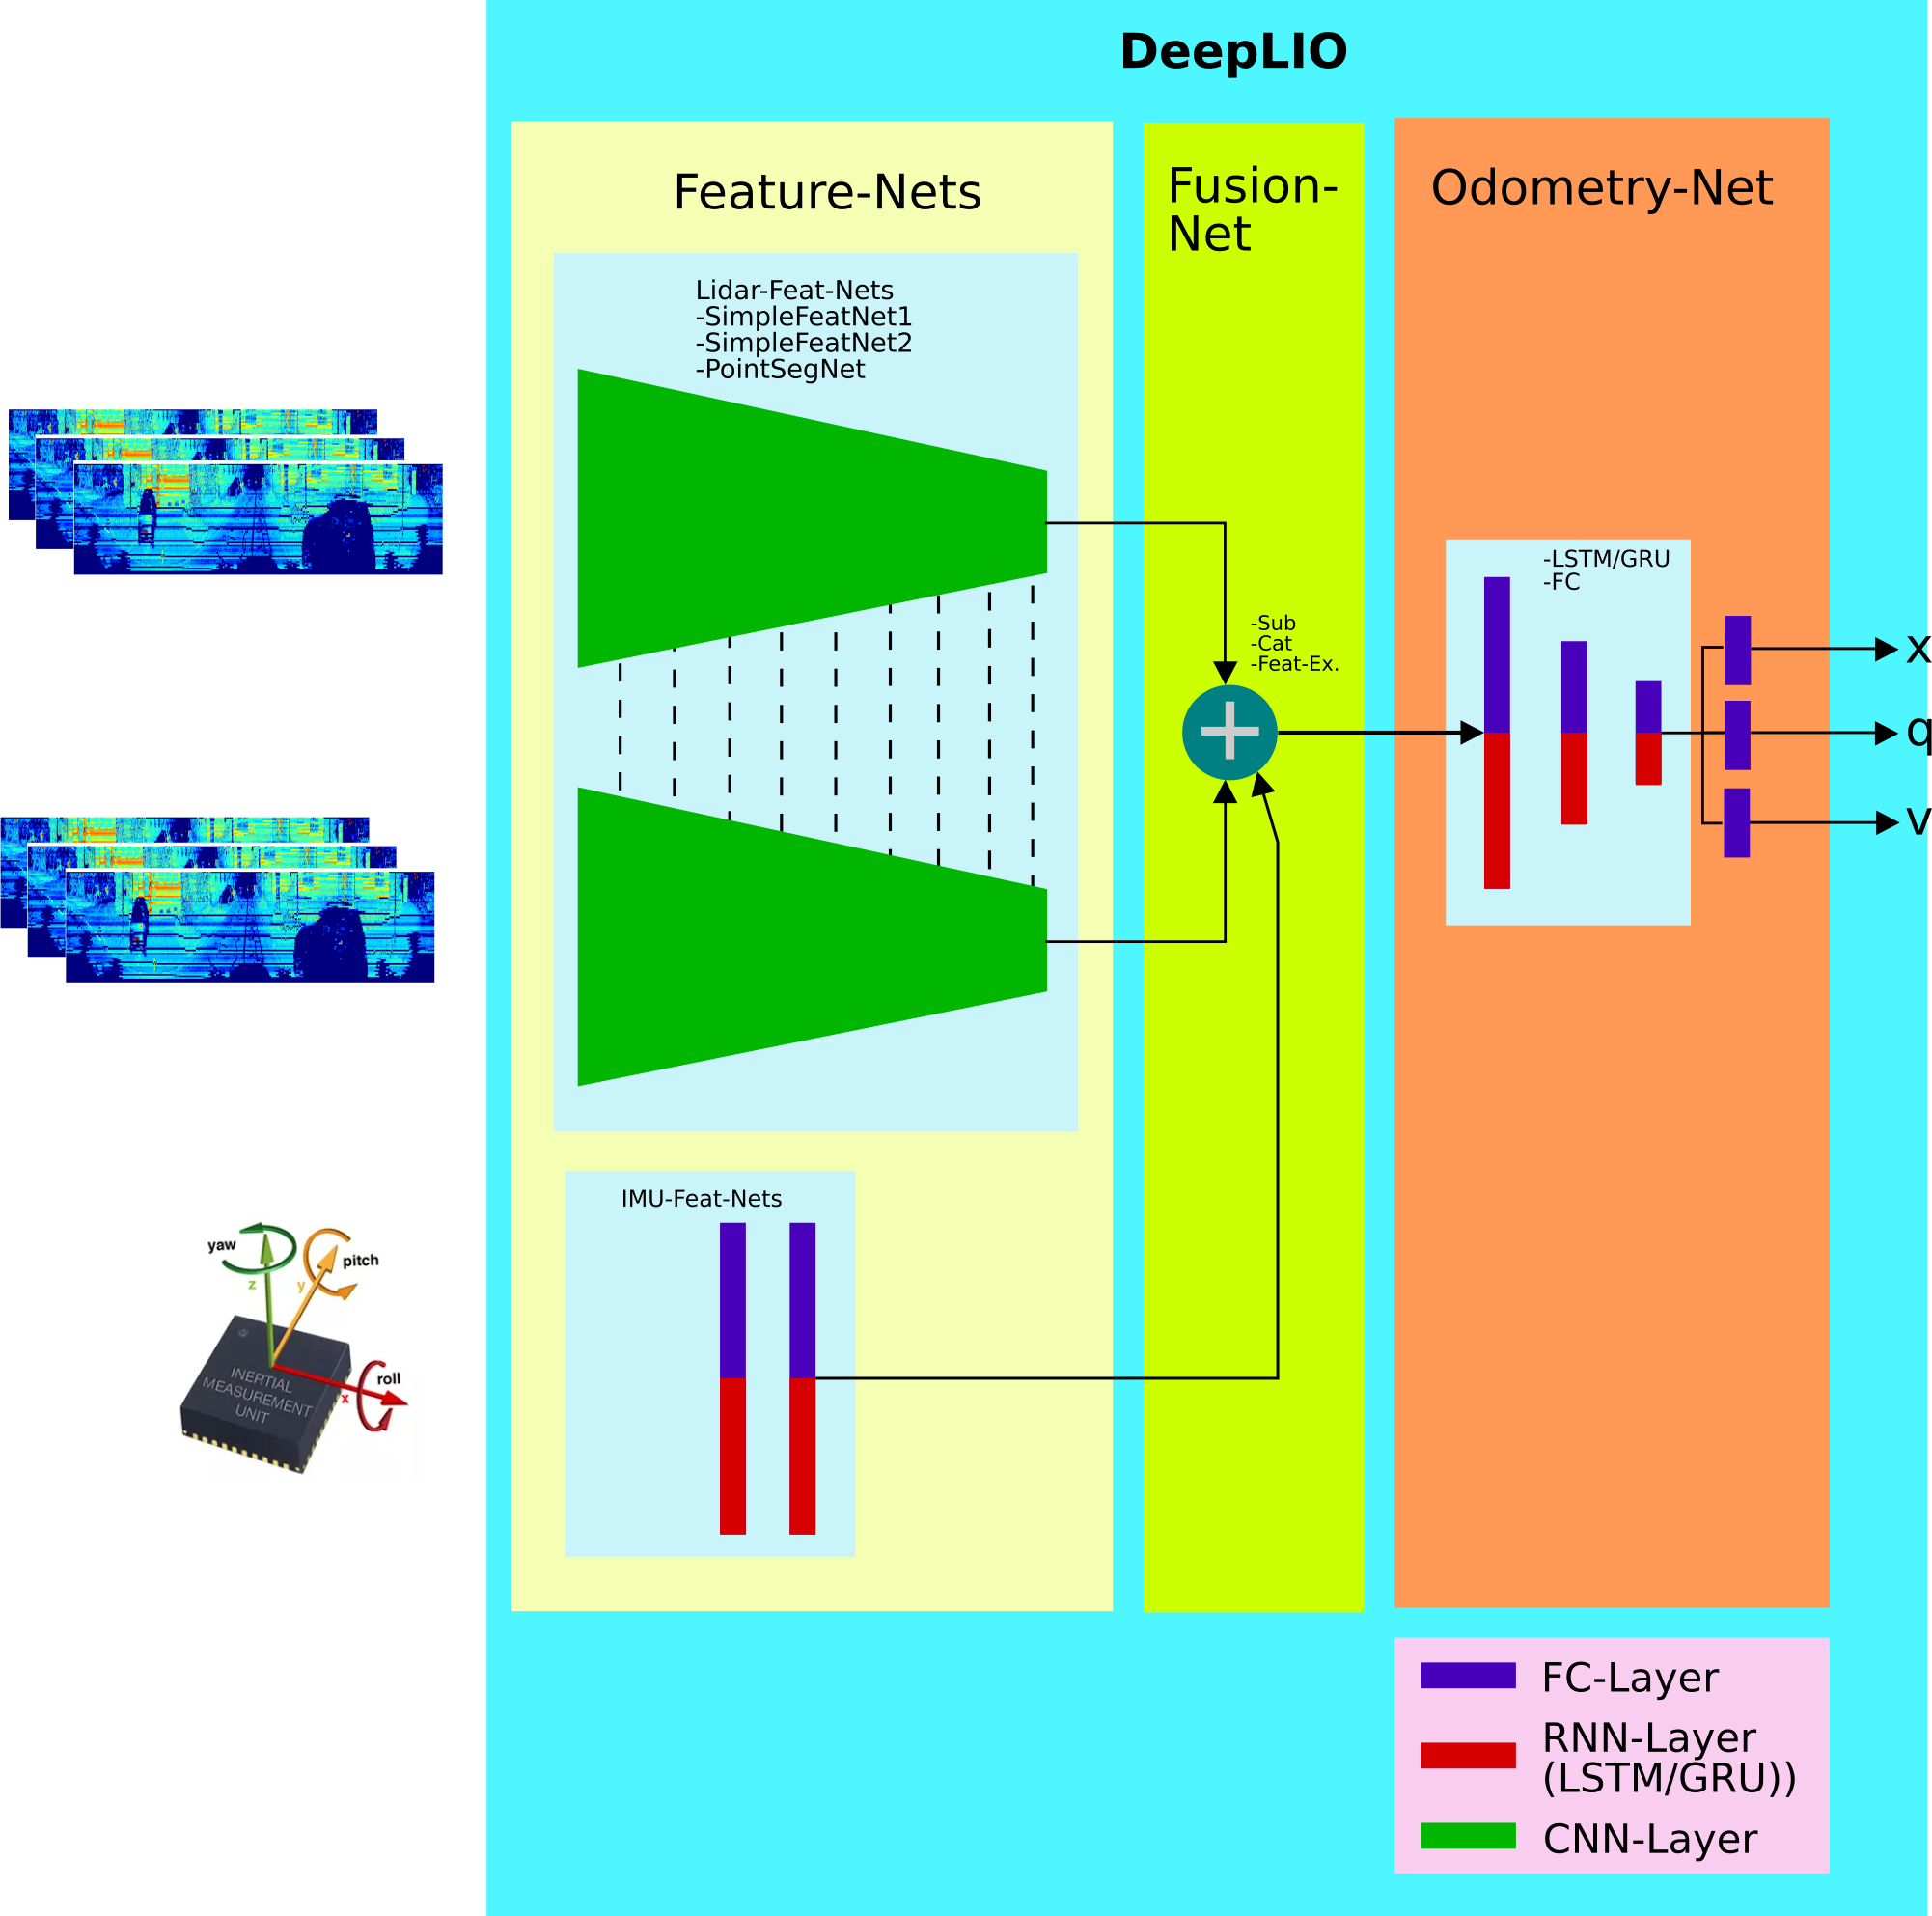 DeepLIO
Feature-Nets
Lidar-Feat-Nets
-SimpleFeatNet1
-SimpleFeatNet2
-PointSegNet
IMU-Feat-Nets
Fusion-
Net
-Sub
-Cat
-Feat-Ex.
Odometry-Net
-LSTM/GRU
-FC
x
q
v
yaw
z
y
pitch
roll
x
INERTIAL
MEASUREMENT
UNIT
FC-Layer
RNN-Layer
(LSTM/GRU))
CNN-Layer